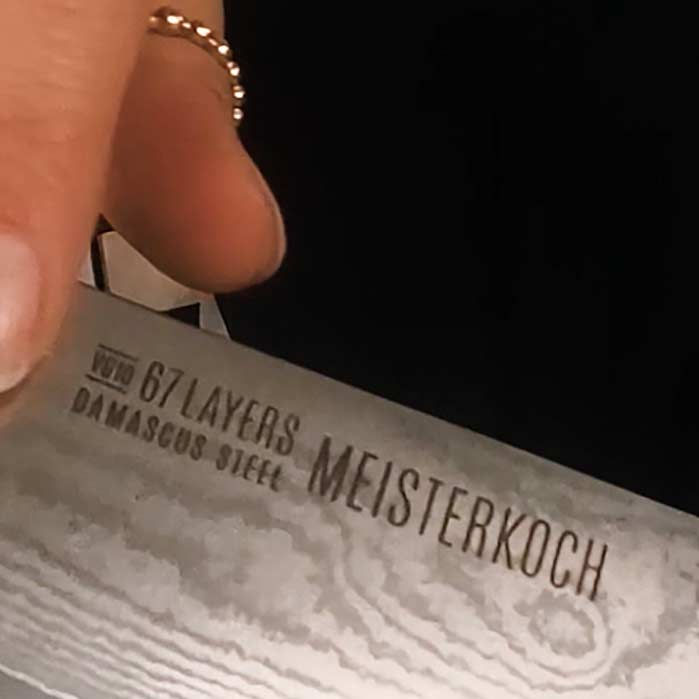 VG10 67 LAYERS
DAMASCUS STEEL
MEISTERKOCH